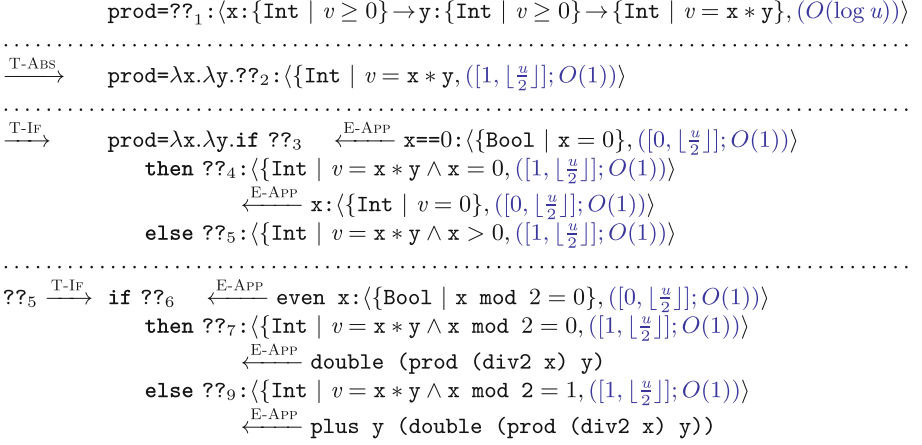 prod=??₁:⟨x:{Int | ν ≥ 0}→y:{Int | ν ≥ 0}→{Int | ν = x ∗ y}, (O(log u))⟩
T-Abs⟶ prod=λx.λy.??₂:⟨{Int | ν = x ∗ y, ([1, ⌊u/2⌋]; O(1))⟩
T-If⟶ prod=λx.λy.if ??₃ ⟵E-App x==0:⟨{Bool | x = 0}, ([0, ⌊u/2⌋]; O(1))⟩
then ??₄:⟨{Int | ν = x ∗ y ∧ x = 0, ([1, ⌊u/2⌋]; O(1))⟩
⟵E-App x:⟨{Int | ν = 0}, ([0, ⌊u/2⌋]; O(1))⟩
else ??₅:⟨{Int | ν = x ∗ y ∧ x > 0, ([1, ⌊u/2⌋]; O(1))⟩
??₅ T-If⟶ if ??₆ ⟵E-App even x:⟨{Bool | x mod 2 = 0}, ([0, ⌊u/2⌋]; O(1))⟩
then ??₇:⟨{Int | ν = x ∗ y ∧ x mod 2 = 0, ([1, ⌊u/2⌋]; O(1))⟩
⟵E-App double (prod (div2 x) y)
else ??₉:⟨{Int | ν = x ∗ y ∧ x mod 2 = 1, ([1, ⌊u/2⌋]; O(1))⟩
⟵E-App plus y (double (prod (div2 x) y))